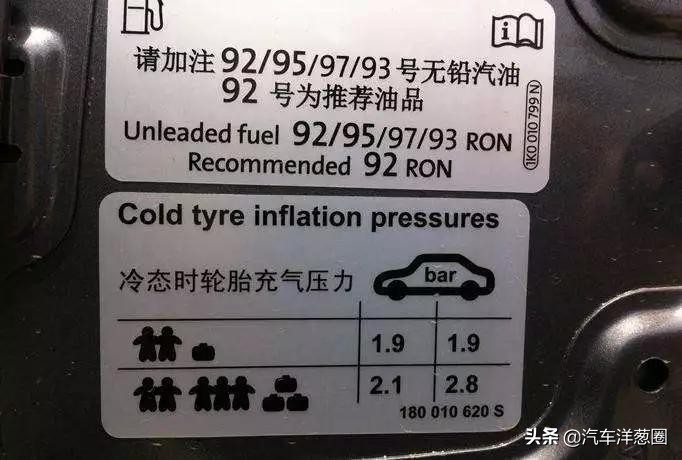 请加注 92/95/97/93 号无铅汽油
92 号为推荐油品
Unleaded fuel 92/95/97/93 RON
Recommended 92 RON
1K0 010 799 N
Cold tyre inflation pressures
冷态时轮胎充气压力
bar
1.9 1.9
2.1 2.8
180 010 620 S
头条 @汽车洋葱圈